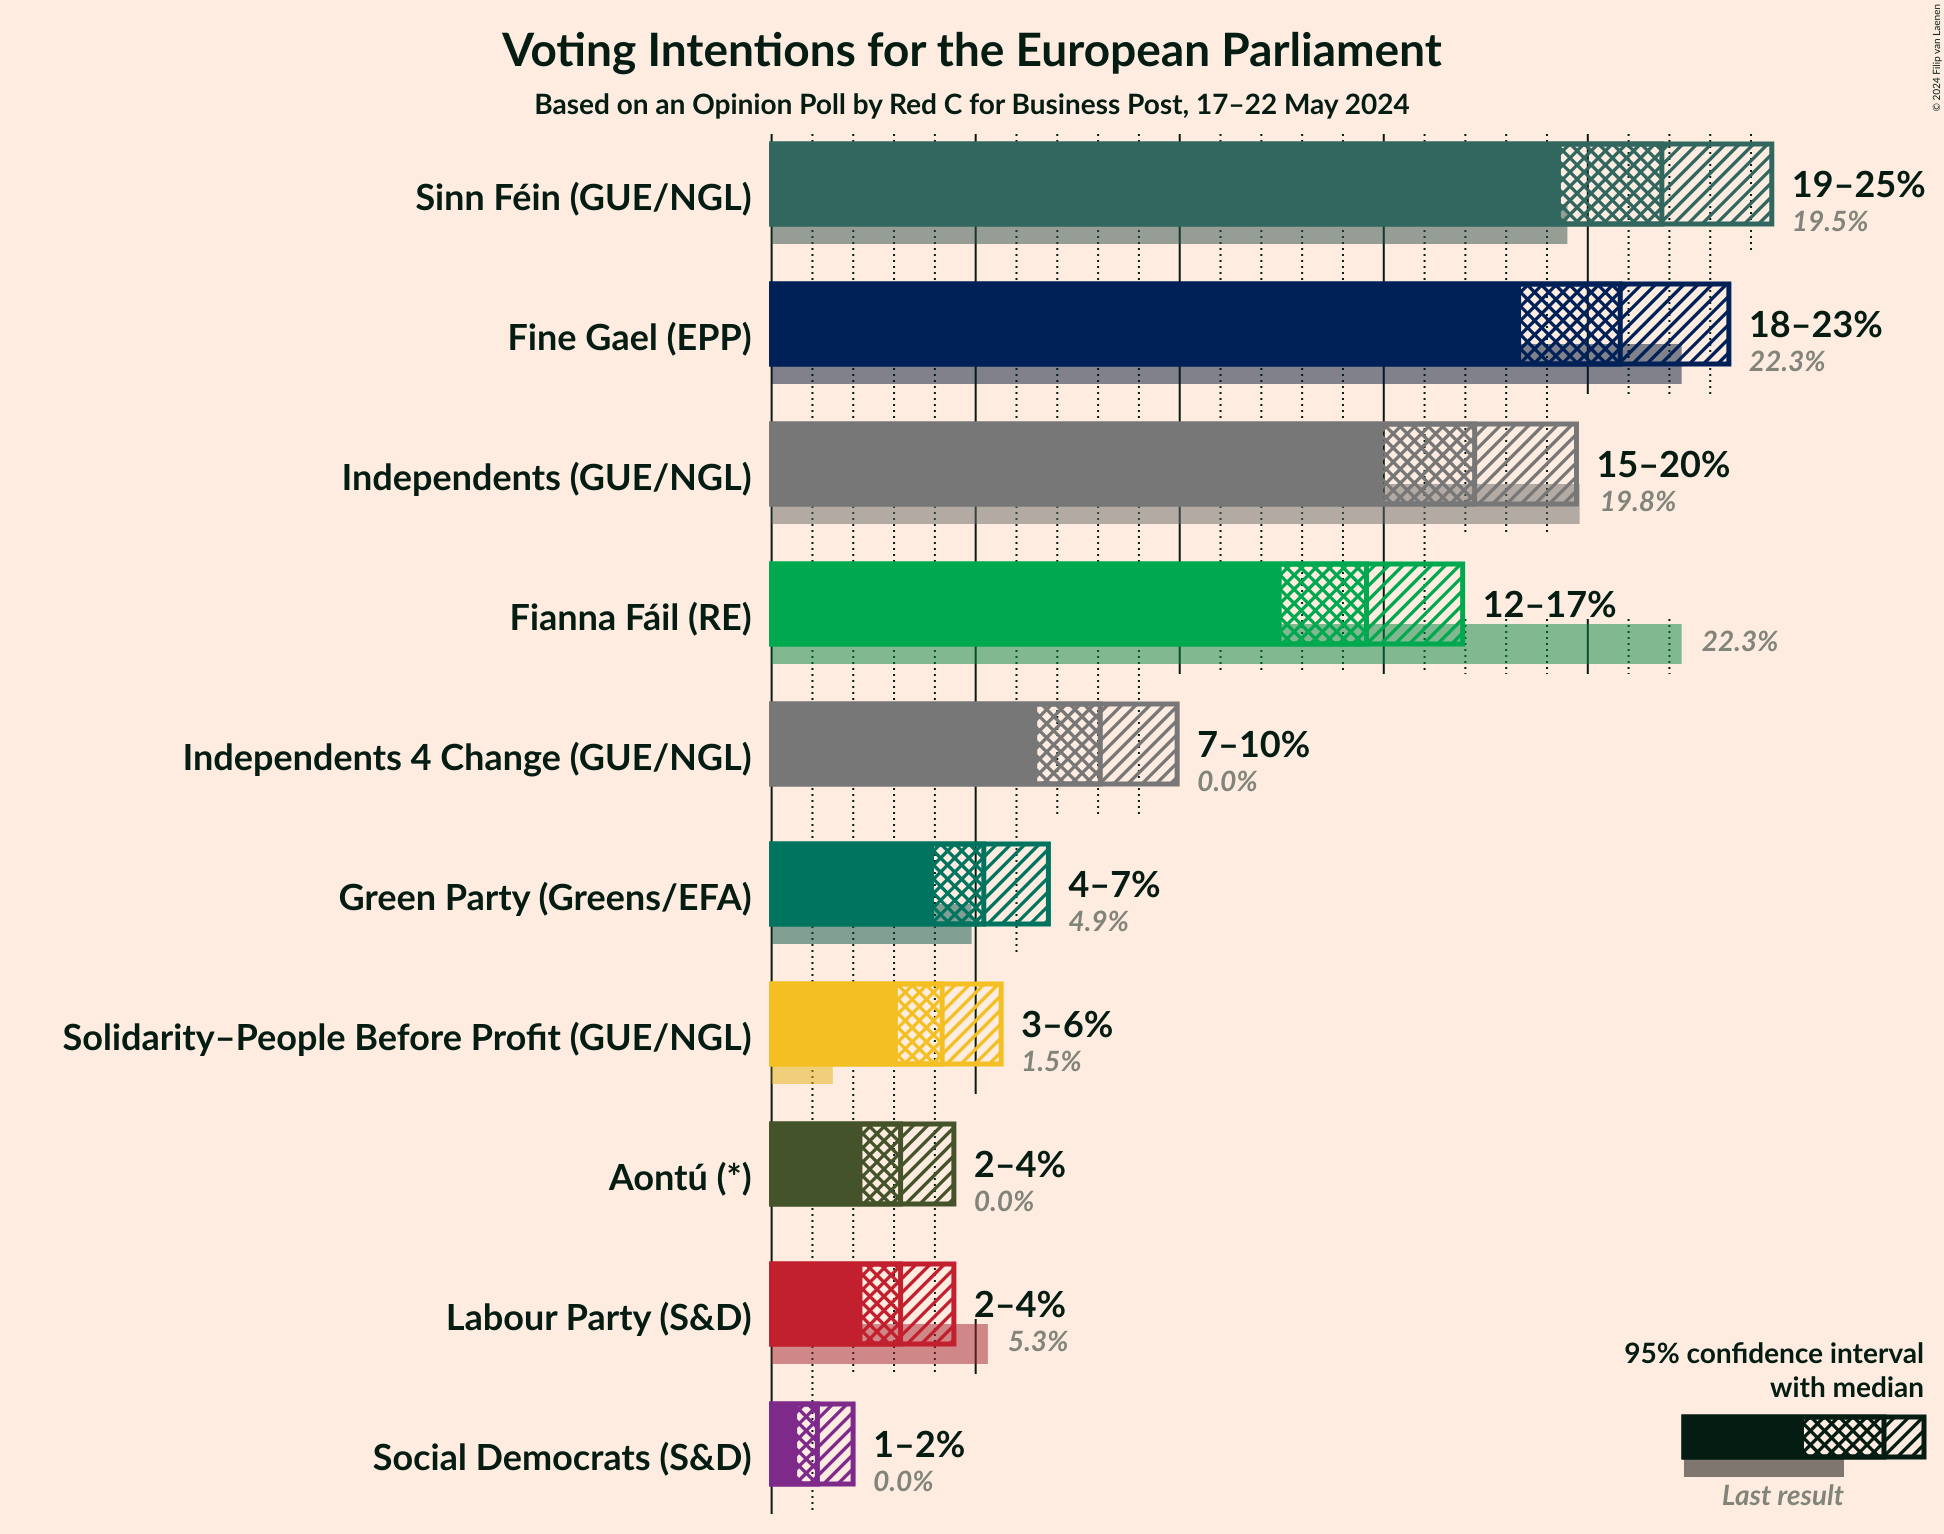 Voting Intentions for the European Parliament
Based on an Opinion Poll by Red C for Business Post, 17–22 May 2024
© 2024 Filip van Laenen
Sinn Féin (GUE/NGL)
19–25%
19.5%
Fine Gael (EPP)
18–23%
22.3%
Independents (GUE/NGL)
15–20%
19.8%
Fianna Fáil (RE)
12–17%
22.3%
Independents 4 Change (GUE/NGL)
7–10%
0.0%
Green Party (Greens/EFA)
4–7%
4.9%
Solidarity–People Before Profit (GUE/NGL)
3–6%
1.5%
Aontú (*)
2–4%
0.0%
Labour Party (S&D)
2–4%
5.3%
Social Democrats (S&D)
1–2%
0.0%
95% confidence interval
with median
Last result